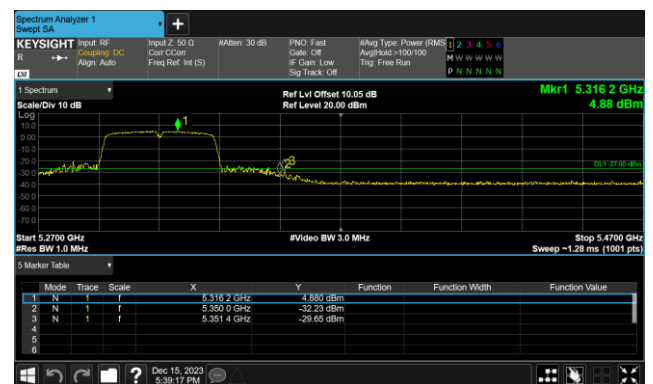 Spectrum Analyzer 1
Swept SA
+
KEYSIGHT Input: RF Input Z: 50 Ω #Atten: 30 dB PNO: Fast #Avg Type: Power (RMS 1 2 3 4 5 6
R Coupling: DC Corr CCorr Gate: Off Avg|Hold:>100/100 M W W W W W
Align: Auto Freq Ref: Int (S) IF Gain: Low Trig: Free Run
Sig Track: Off P N N N N N
LXI
1 Spectrum
Scale/Div 10 dB Ref Lvl Offset 10.05 dB Mkr1 5.316 2 GHz
Ref Level 20.00 dBm 4.88 dBm
Log
10.0
0.00
-10.0
-20.0
-30.0
-40.0
-50.0
-60.0
-70.0
1
3
DL1 -27.00 dBm
Start 5.2700 GHz #Video BW 3.0 MHz Stop 5.4700 GHz
#Res BW 1.0 MHz Sweep ~1.28 ms (1001 pts)
5 Marker Table
Mode Trace Scale X Y Function Function Width Function Value
1 N 1 f 5.316 2 GHz 4.880 dBm
2 N 1 f 5.350 0 GHz -32.23 dBm
3 N 1 f 5.351 4 GHz -29.65 dBm
4
5
6
? Dec 15, 2023
5:39:17 PM